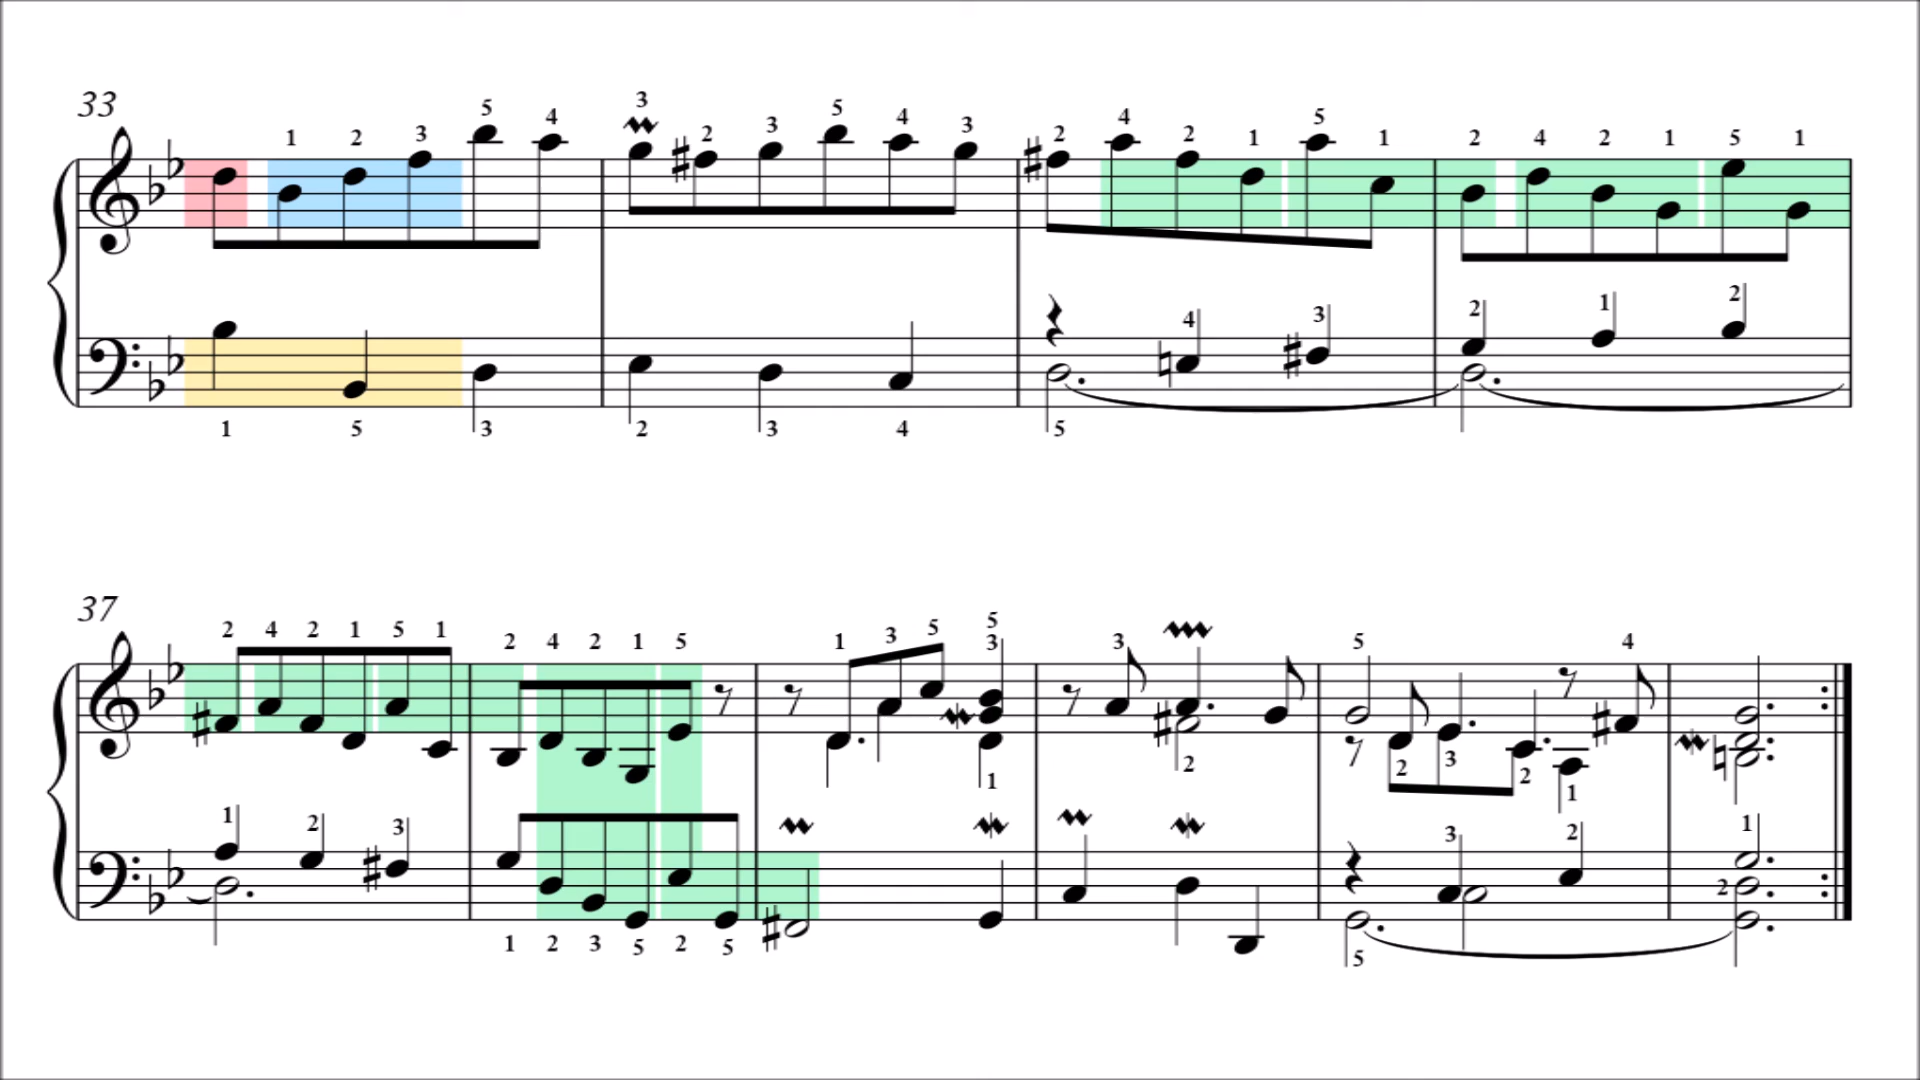 33
1 2 3 5 4 3 2 3 5 4 3 2 4 2 1 5 1 2 4 2 1 5 1
4 3 2 1 2
1 5 3 2 3 4 5
37
2 4 2 1 5 1 2 4 2 1 5 1 3 5 5 3 3 5 4
2 1 2 3 2 1
1 2 3 3 2 1
2
1 2 3 5 2 5 5